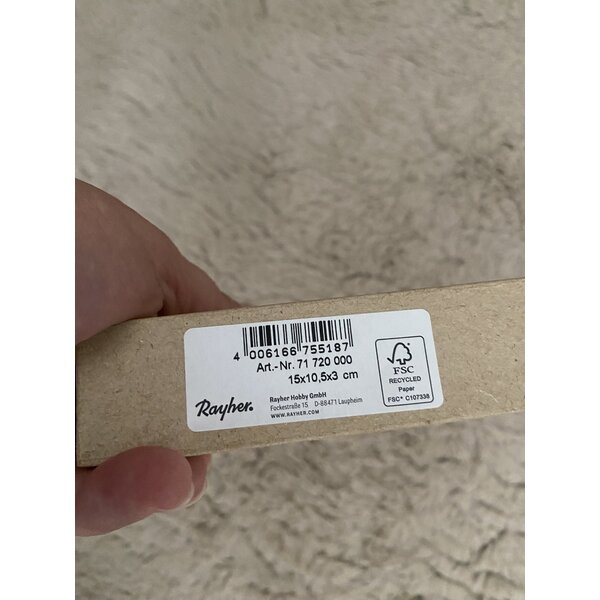 4 006166 755187
Art.-Nr. 71 720 000
15x10,5x3 cm
Rayher.
Rayher Hobby GmbH
Fockestraße 15 D-88471 Laupheim
WWW.RAYHER.COM
FSC
RECYCLED
Paper
FSC® C107338